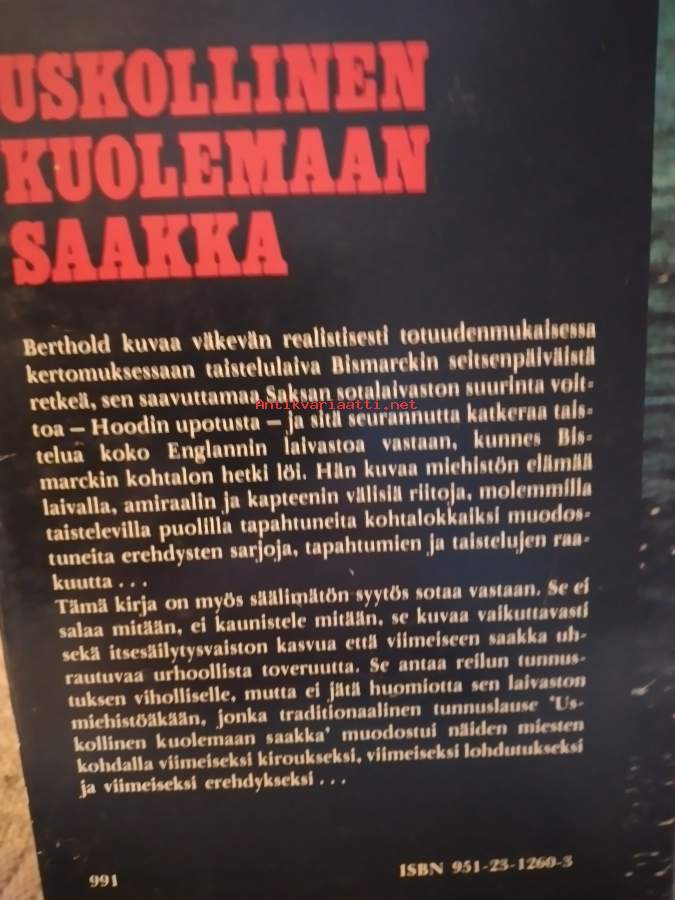 USKOLLINEN
KUOLEMAAN
SAAKKA
Berthold kuvaa väkevän realistisesti totuudenmukaisessa
kertomuksessaan taistelulaiva Bismarckin seitsenpäiväistä
retkeä, sen saavuttamaa Saksan sotalaivaston suurinta voit-
Antikvariaatti.net
toa – Hoodin upotusta – ja sitä seurannutta katkeraa tais-
telua koko Englannin laivastoa vastaan, kunnes Bis-
marckin kohtalon hetki löi. Hän kuvaa miehistön elämää
laivalla, amiraalin ja kapteenin välisiä riitoja, molemmilla
taistelevilla puolilla tapahtuneita kohtalokkaiksi muodos-
tuneita erehdysten sarjoja, tapahtumien ja taistelujen raa-
kuutta . . .
Tämä kirja on myös säälimätön syytös sotaa vastaan. Se ei
salaa mitään, ei kaunistele mitään, se kuvaa vaikuttavasti
sekä itsesäilytysvaiston kasvua että viimeiseen saakka uh-
rautuvaa urhoollista toveruutta. Se antaa reilun tunnus-
tuksen viholliselle, mutta ei jätä huomiotta sen laivaston
miehistöäkään, jonka traditionaalinen tunnuslause 'Us-
kollinen kuolemaan saakka' muodostui näiden miesten
kohdalla viimeiseksi kiroukseksi, viimeiseksi lohdutukseksi
ja viimeiseksi erehdykseksi . . .
991
ISBN 951-23-1260-3